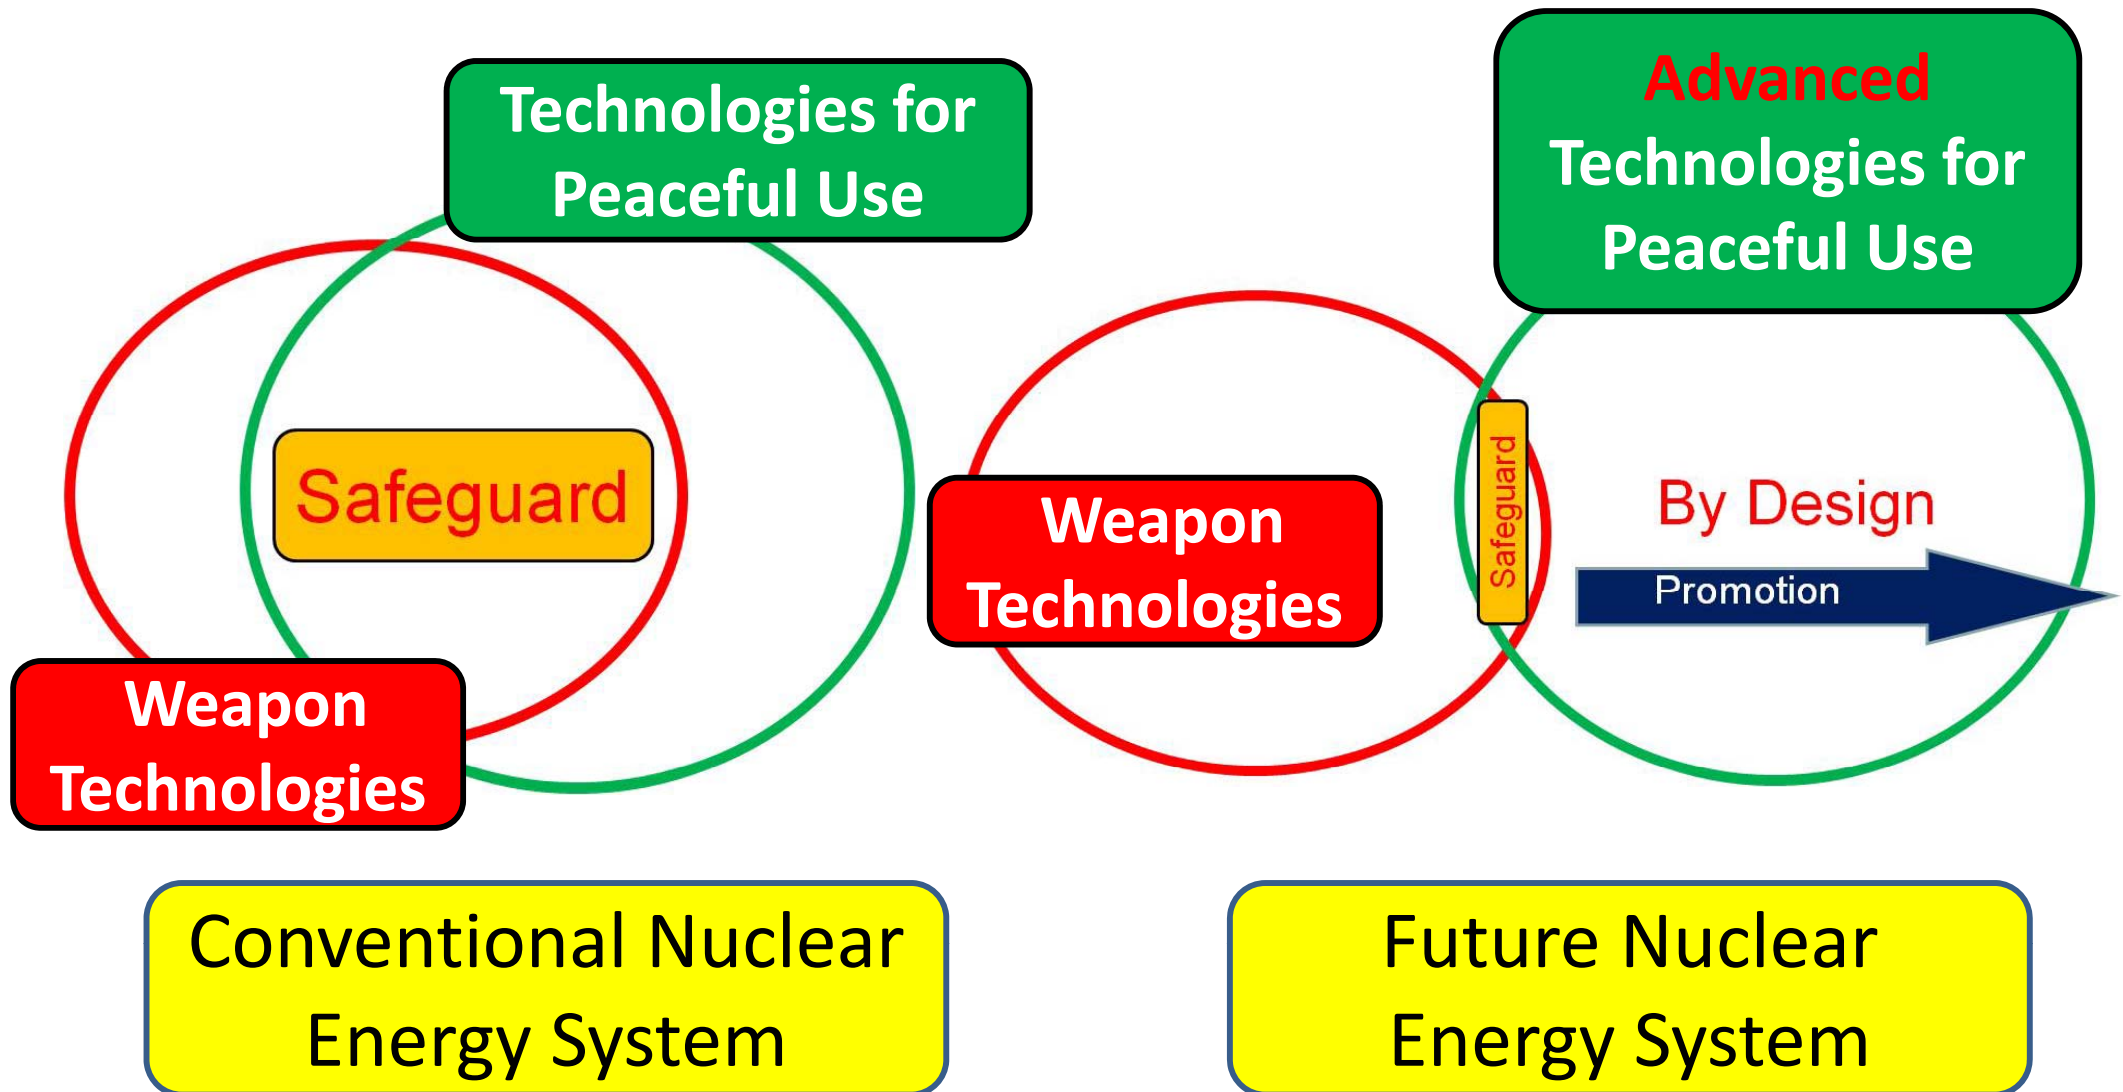 Technologies for
Peaceful Use
Safeguard
Weapon
Technologies
Conventional Nuclear
Energy System
Advanced
Technologies for
Peaceful Use
Weapon
Technologies
Safeguard
By Design
Promotion
Future Nuclear
Energy System